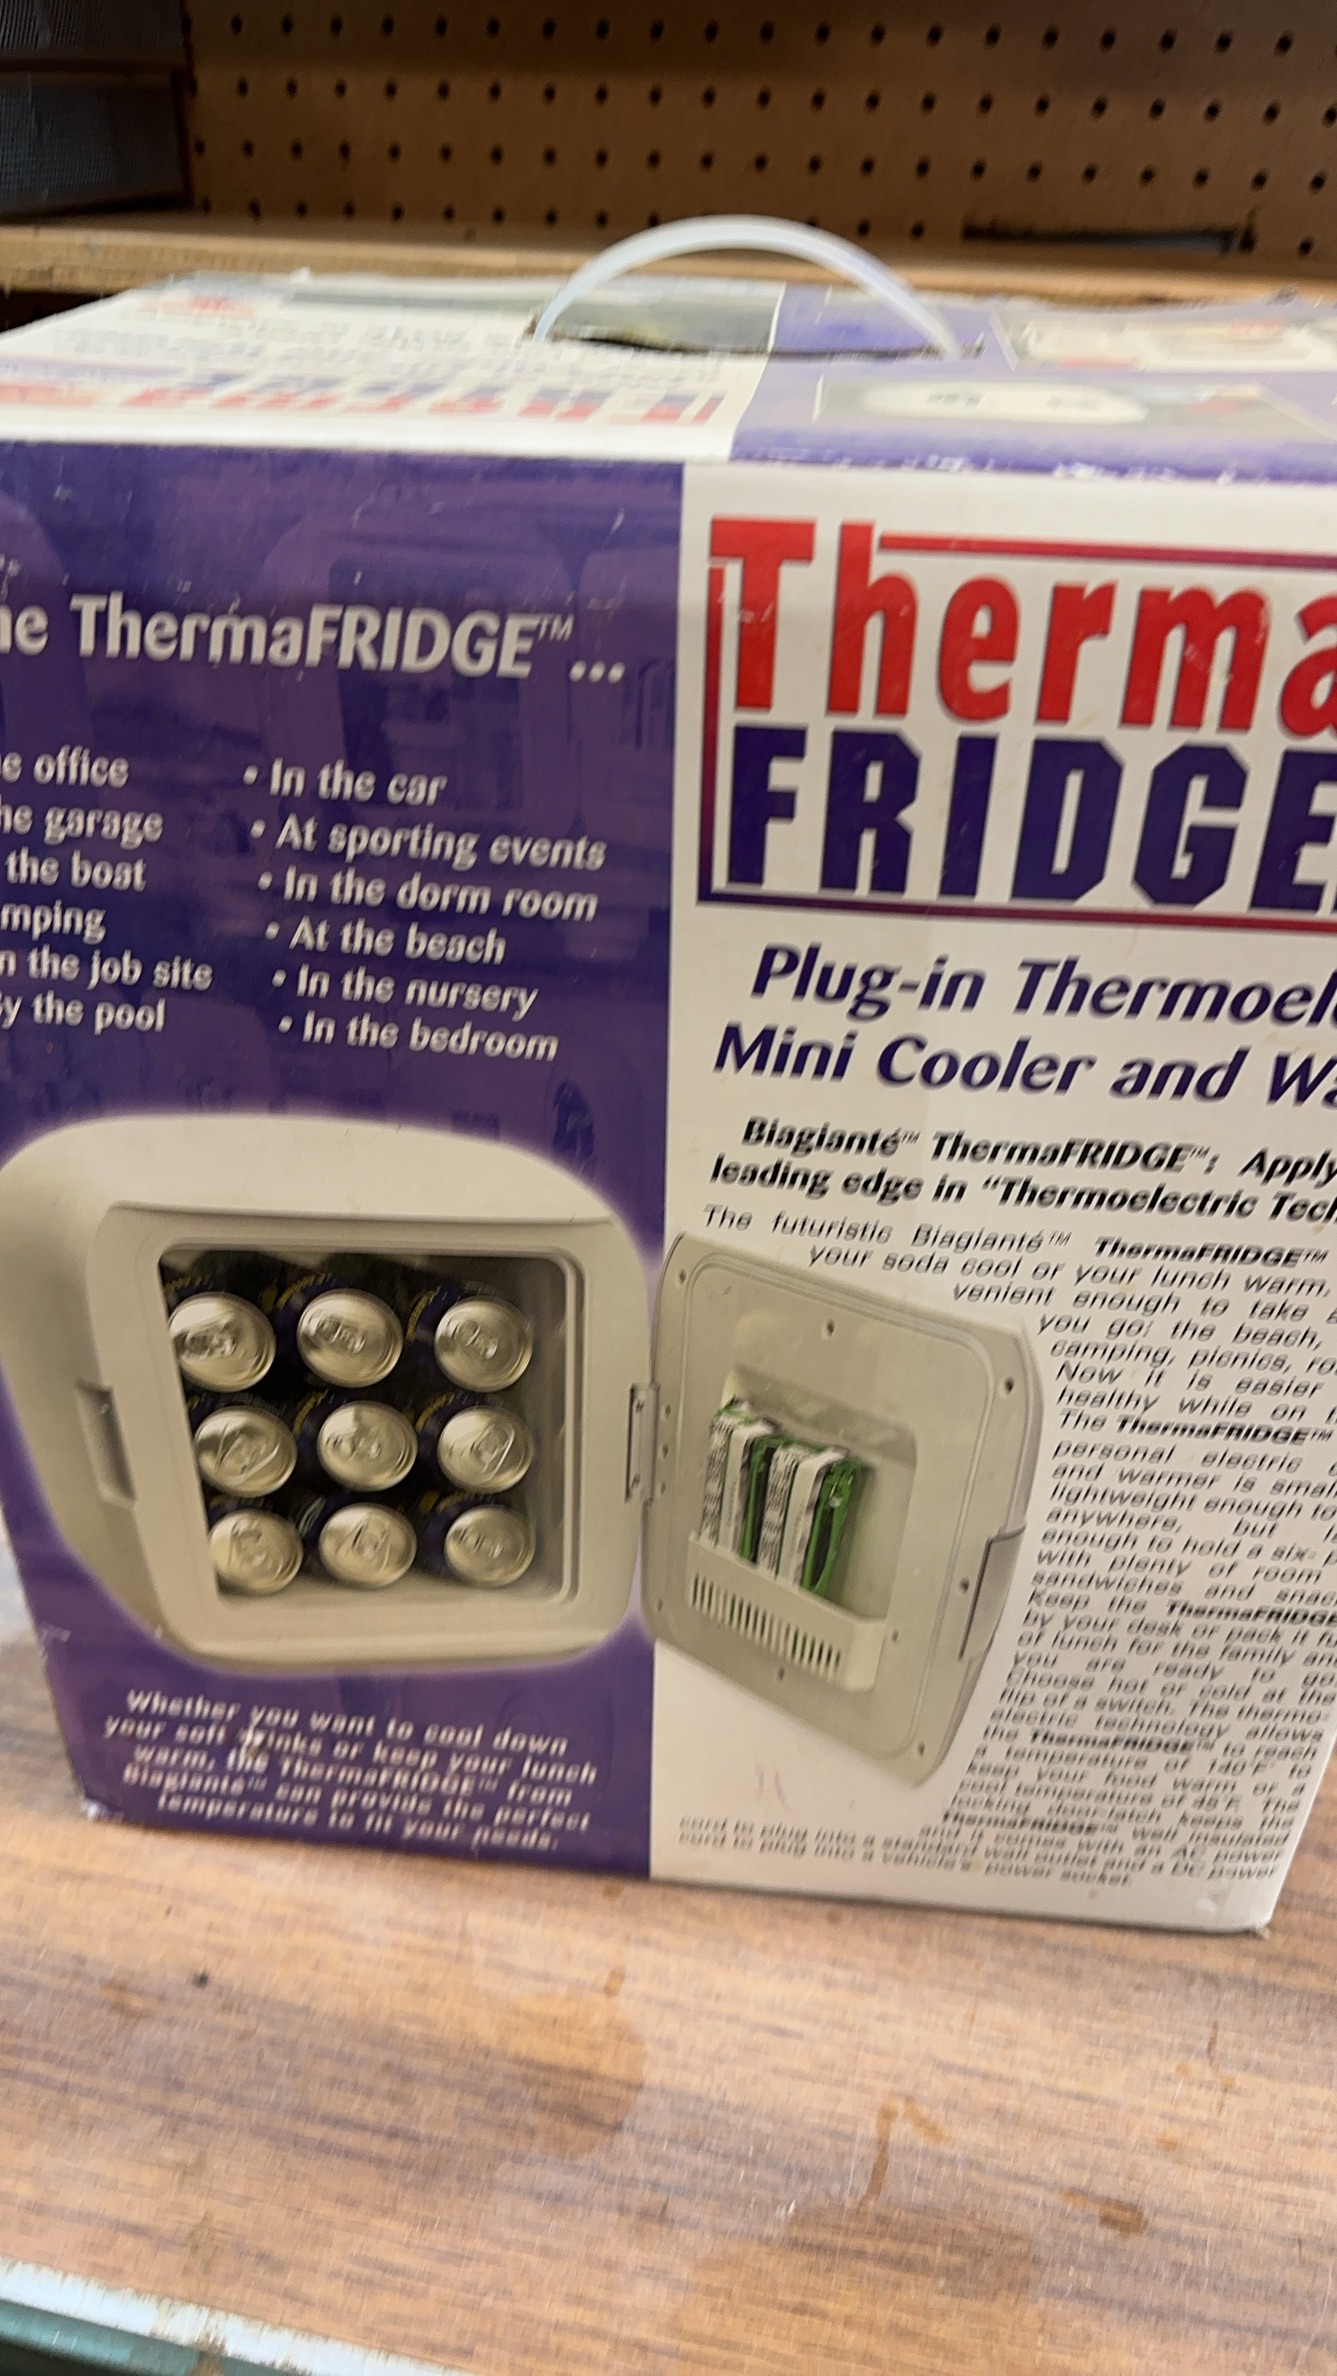 ThermaFRIDGE™...
office
garage
the boat
the job site
the pool
• In the car
• At sporting events
• In the dorm room
• At the beach
• In the nursery
• In the bedroom
Whether you want to cool down
your soft drinks or keep your lunch
warm, the ThermaFRIDGE™ from
Biagianté™ can provide the perfect
temperature to fit your needs.
Therma
FRIDGE
Plug-in
Mini Cooler and
Biagianté™ ThermaFRIDGE™: Apply
leading edge in "Thermoelectric
The futuristic Biagianté™ ThermaFRIDGE™
your soda cool or your lunch warm,
venient enough to take
you go: the beach,
camping, picnics,
Now it is easier
healthy while on
The ThermaFRIDGE™
personal electric
and warmer is
lightweight enough to
anywhere, but
enough to hold a six-
with plenty of room
sandwiches and
Keep the ThermaFRIDGE
by your desk or pack it
of lunch for the family
you are ready to go.
Choose hot or cold at the
flip of a switch. The thermo-
electric technology allows
the ThermaFRIDGE™ to reach
a temperature of 140°F to
keep your food warm or a
cool temperature of 45°F. The
locking door-latch keeps the
ThermaFRIDGE™ well insulated
and it comes with an AC power
cord to plug into a standard wall outlet and a DC power
cord to plug into a vehicle's power socket.